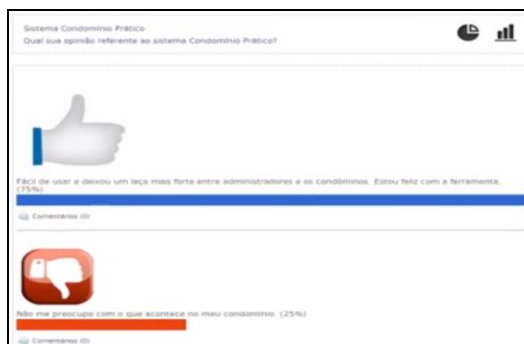 Sistema Condomínio Prático
Qual sua opinião referente ao sistema Condomínio Prático?
Fácil de usar e deixou um laço mais forte entre administradores e os condôminos. Estou feliz com a ferramenta.
(75%)
Comentários (0)
Não me preocupo com o que acontece no meu condomínio. (25%)
Comentários (0)